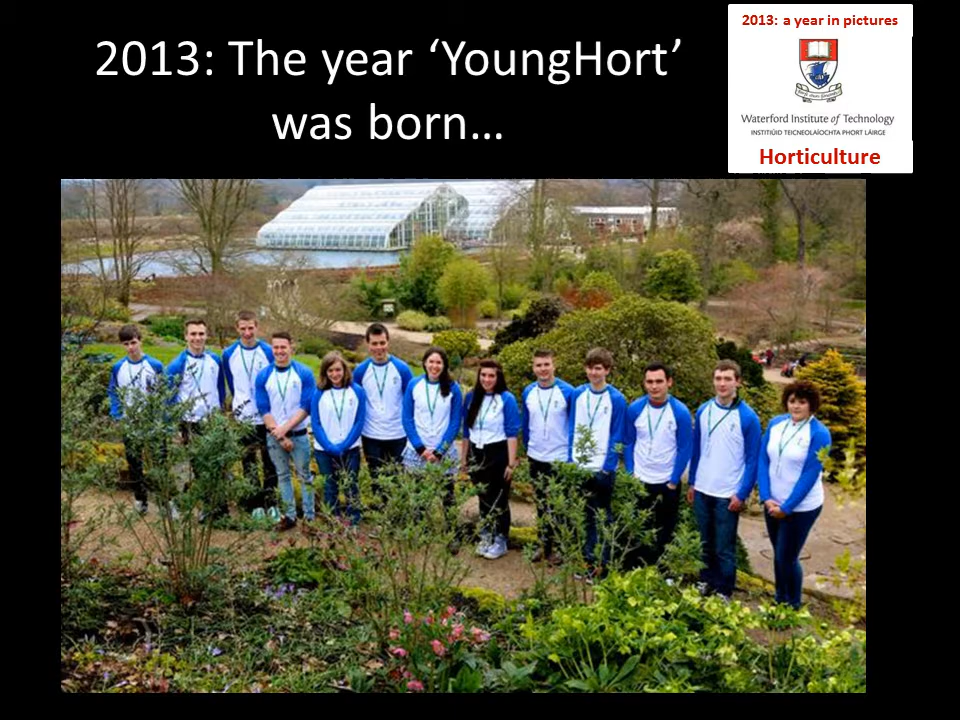 2013: The year ‘YoungHort’
was born…
2013: a year in pictures
Waterford Institute of Technology
INSTITIÚID TEICNEOLAÍOCHTA PHORT LÁIRGE
Horticulture